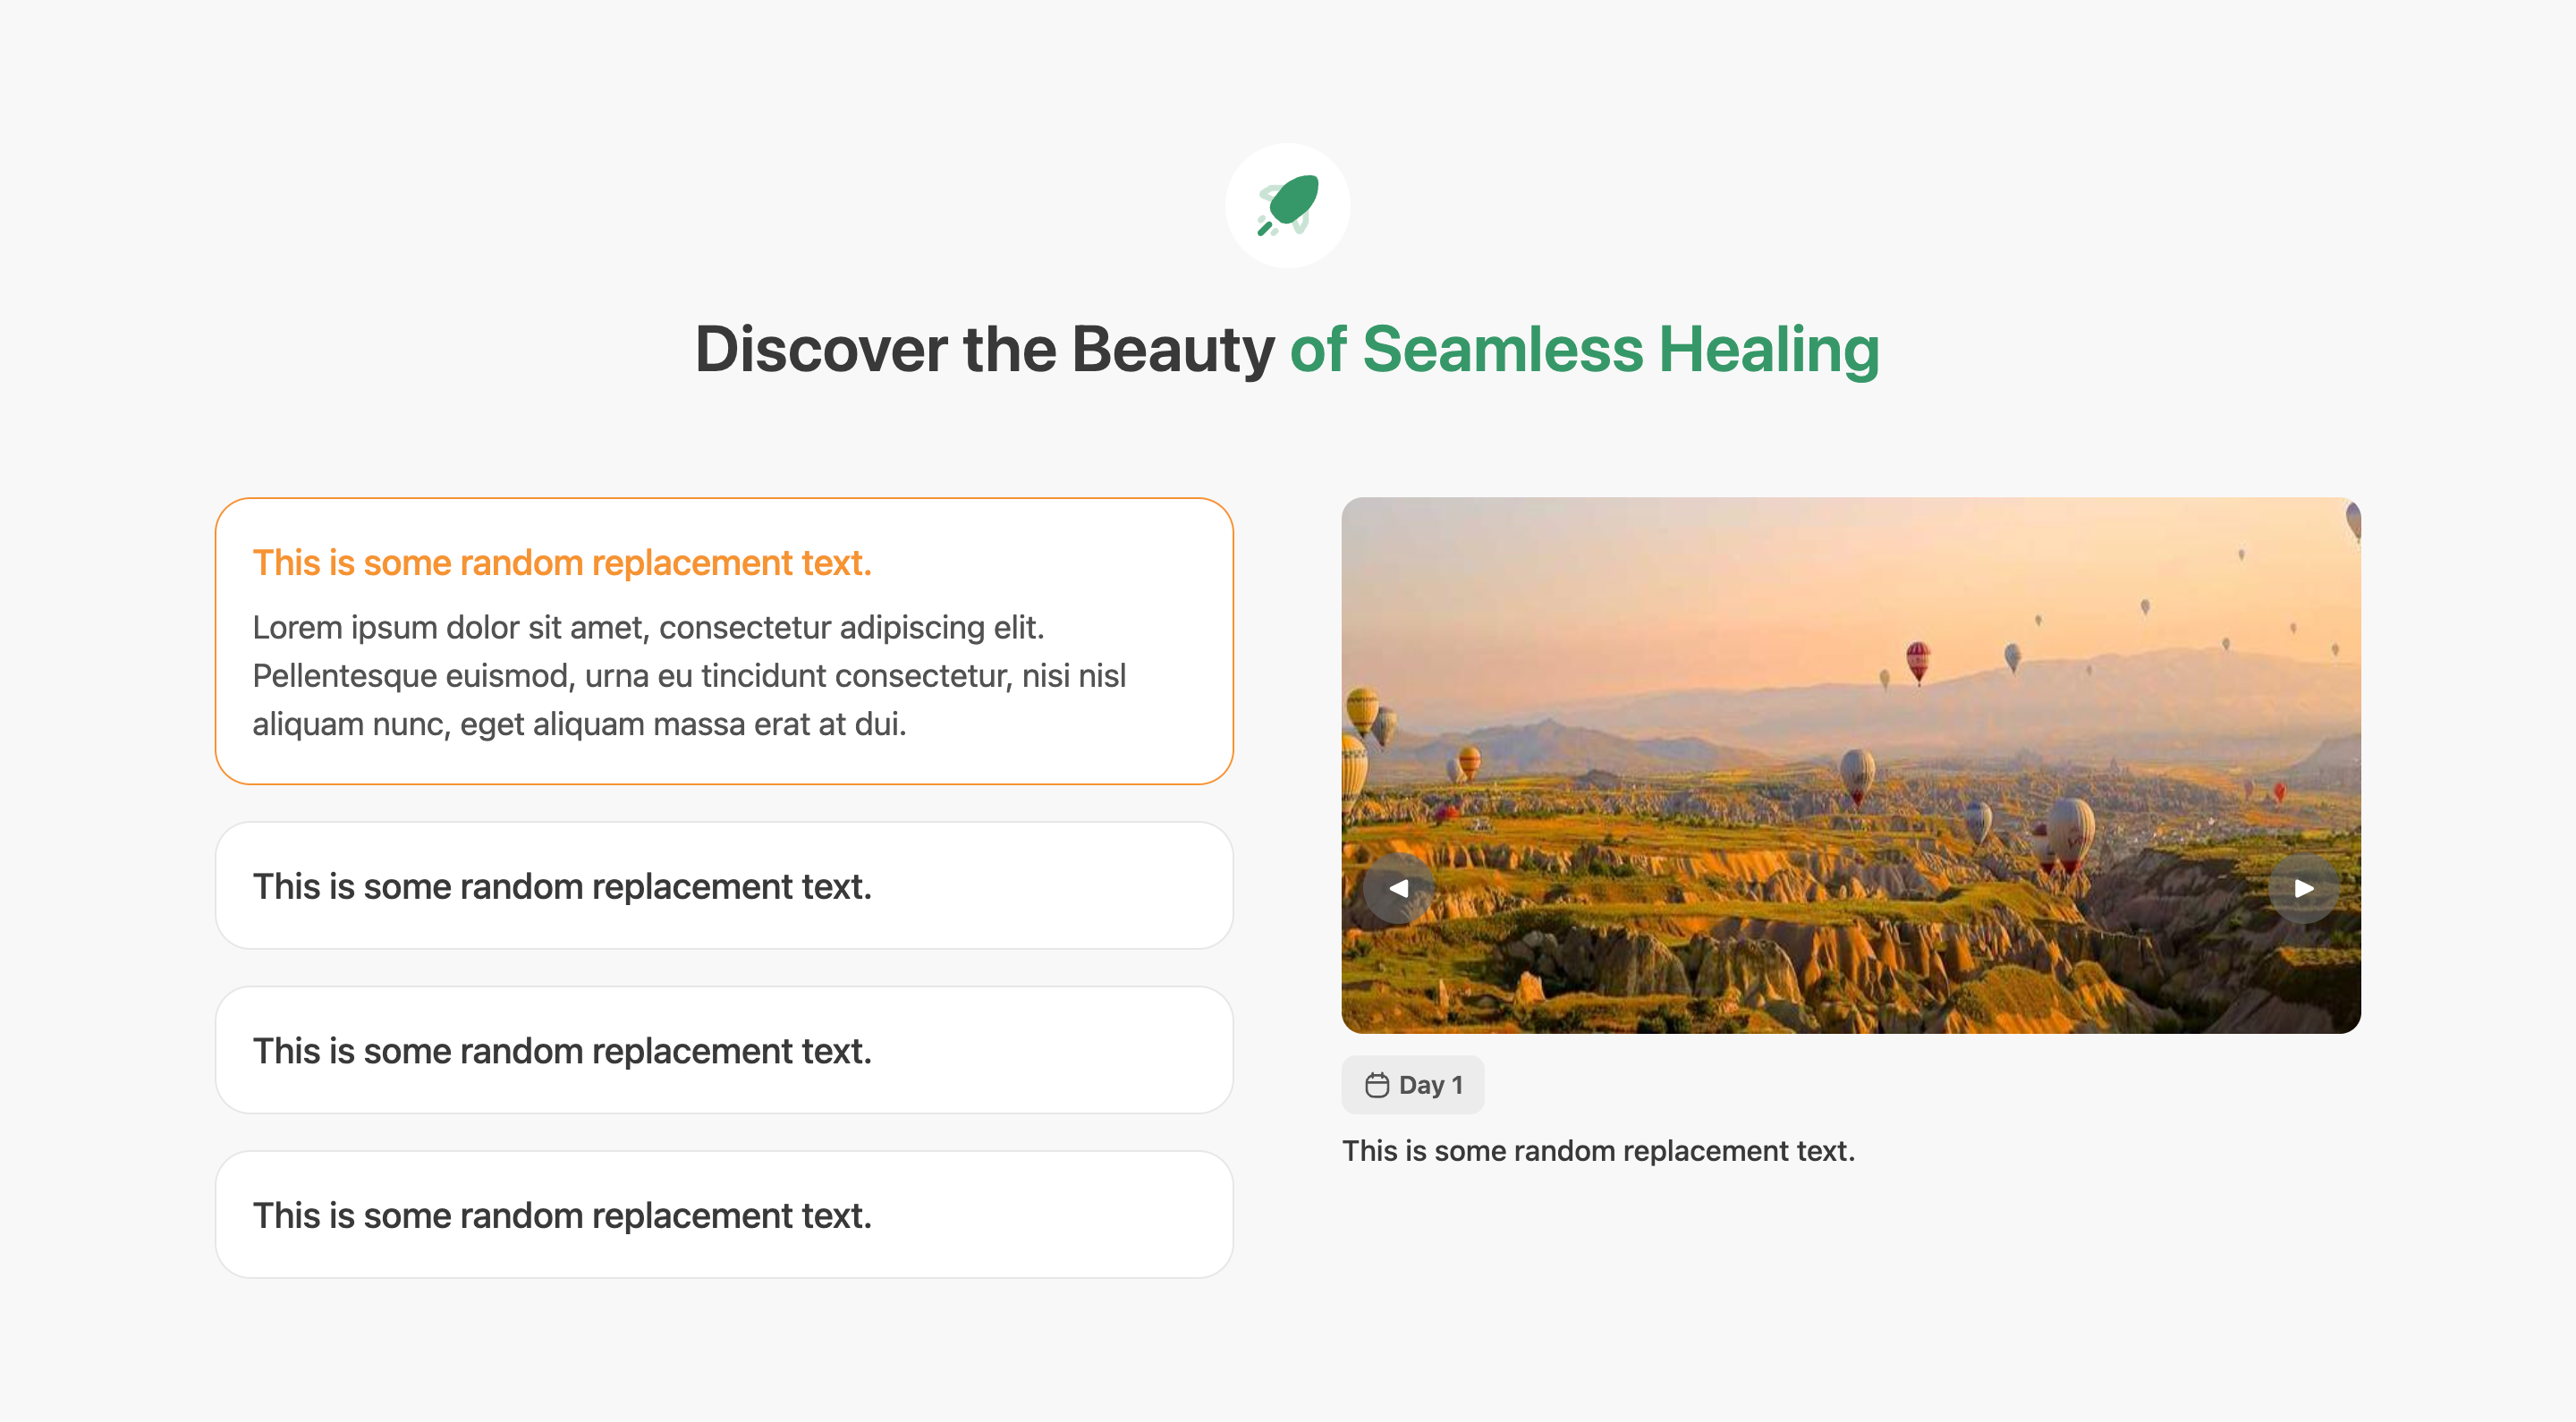 Discover the Beauty of Seamless Healing
This is some random replacement text.
Lorem ipsum dolor sit amet, consectetur adipiscing elit.
Pellentesque euismod, urna eu tincidunt consectetur, nisi nisl
aliquam nunc, eget aliquam massa erat at dui.
This is some random replacement text.
This is some random replacement text.
This is some random replacement text.
Day 1
This is some random replacement text.